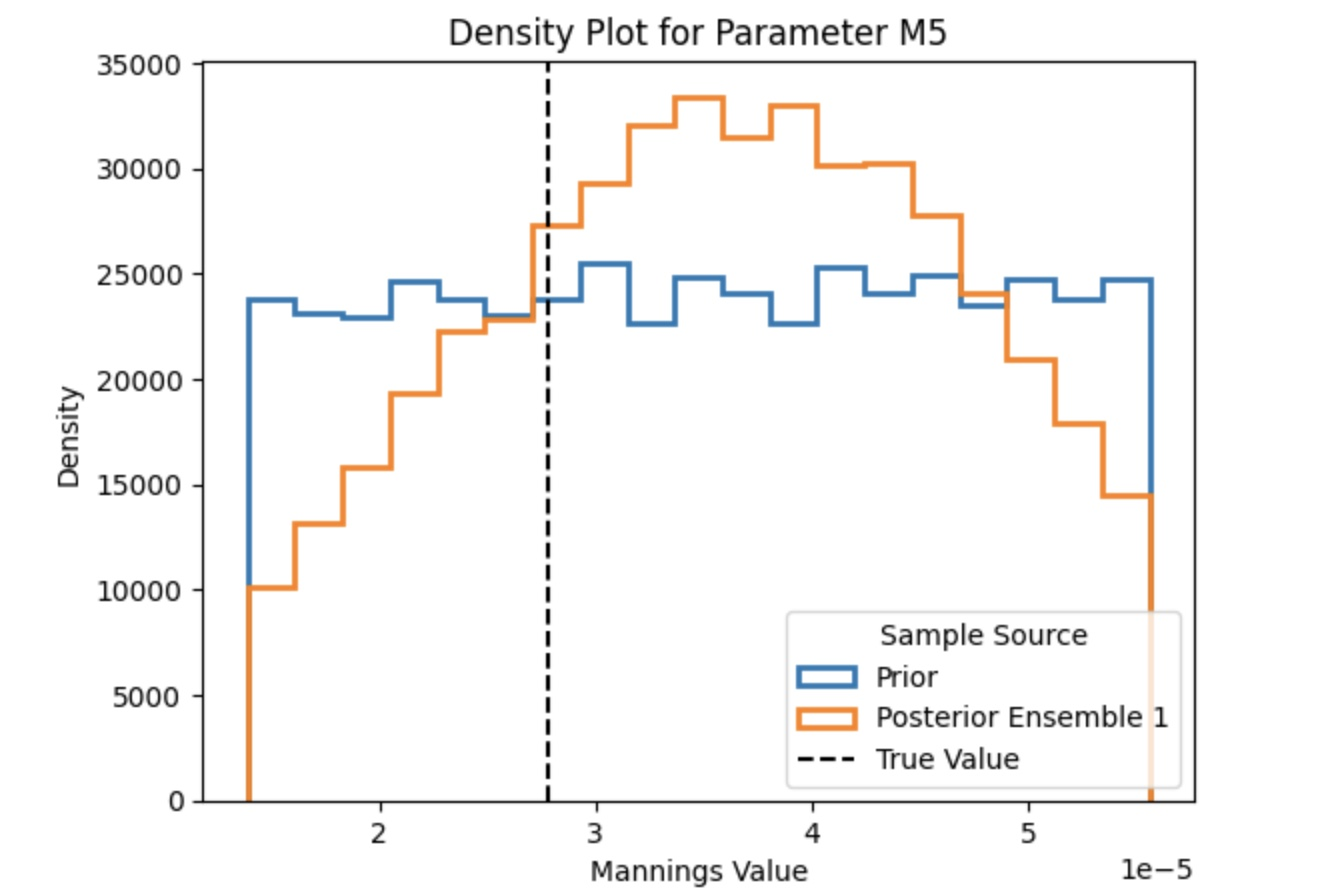 Density Plot for Parameter M5
35000
30000
25000
20000
15000
10000
5000
0
Density
Sample Source
Prior
Posterior Ensemble 1
True Value
2 3 4 5
1e−5
Mannings Value